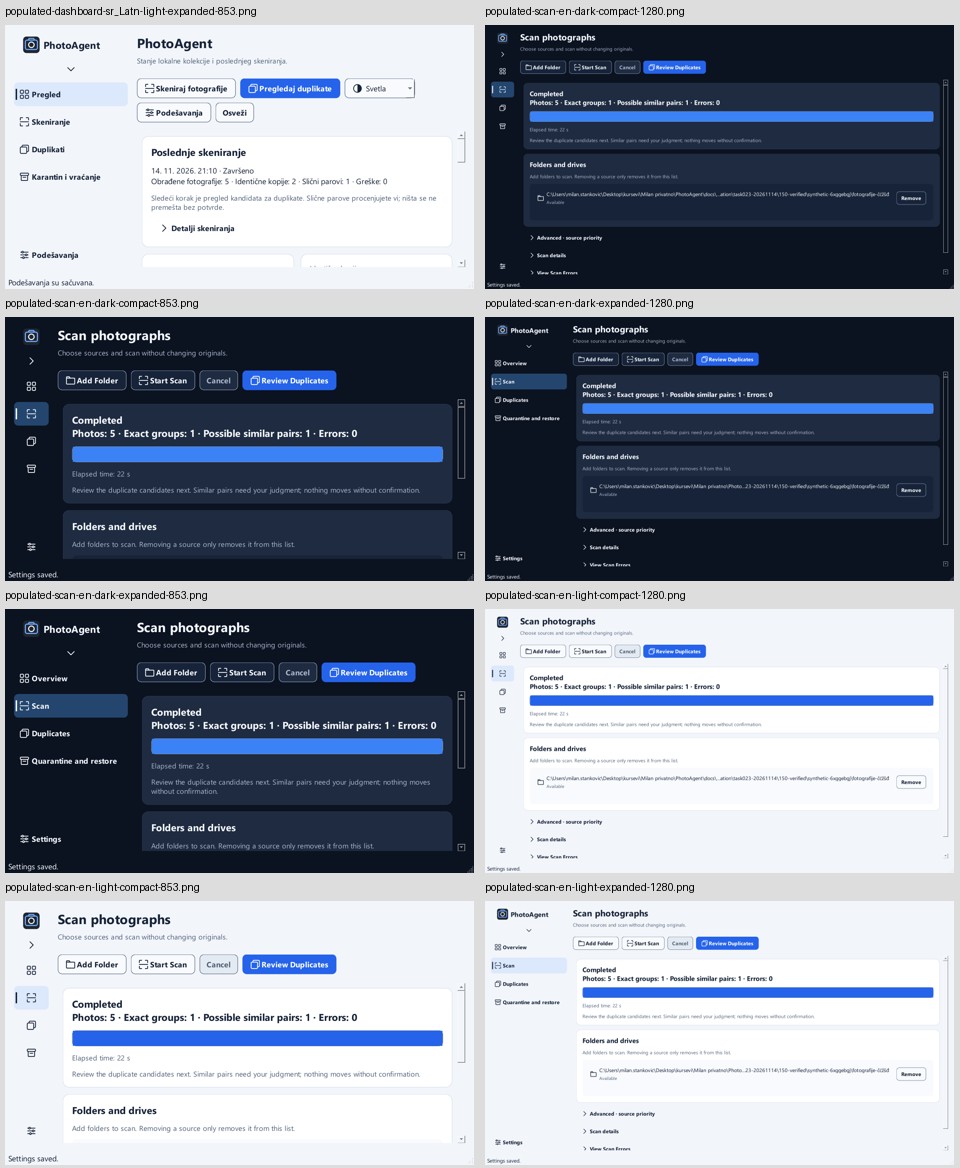 populated-dashboard-sr_Latn-light-expanded-853.png
PhotoAgent
Pregled
Skeniranje
Duplikati
Karantin i vraćanje
Podešavanja
PhotoAgent
Stanje lokalne kolekcije i poslednjeg skeniranja.
Skeniraj fotografije
Pregledaj duplikate
Svetla
Podešavanja
Osveži
Poslednje skeniranje
14. 11. 2026. 21:10 · Završeno
Obrađene fotografije: 5 · Identične kopije: 2 · Slični parovi: 1 · Greške: 0
Sledeći korak je pregled kandidata za duplikate. Slične parove procenjujete vi; ništa se ne
premešta bez potvrde.
Detalji skeniranja
Podešavanja su sačuvana.
populated-scan-en-dark-compact-1280.png
Scan photographs
Choose sources and scan without changing originals.
Add Folder
Start Scan
Cancel
Review Duplicates
Completed
Photos: 5 · Exact groups: 1 · Possible similar pairs: 1 · Errors: 0
Elapsed time: 22 s
Review the duplicate candidates next. Similar pairs need your judgment; nothing moves without confirmation.
Folders and drives
Add folders to scan. Removing a source only removes it from this list.
Available
Remove
Advanced · source priority
Scan details
View Scan Errors
Settings saved.
populated-scan-en-dark-compact-853.png
Scan photographs
Choose sources and scan without changing originals.
Add Folder
Start Scan
Cancel
Review Duplicates
Completed
Photos: 5 · Exact groups: 1 · Possible similar pairs: 1 · Errors: 0
Elapsed time: 22 s
Review the duplicate candidates next. Similar pairs need your judgment; nothing moves without confirmation.
Folders and drives
Add folders to scan. Removing a source only removes it from this list.
Settings saved.
populated-scan-en-dark-expanded-1280.png
PhotoAgent
Overview
Scan
Duplicates
Quarantine and restore
Settings
Scan photographs
Choose sources and scan without changing originals.
Add Folder
Start Scan
Cancel
Review Duplicates
Completed
Photos: 5 · Exact groups: 1 · Possible similar pairs: 1 · Errors: 0
Elapsed time: 22 s
Review the duplicate candidates next. Similar pairs need your judgment; nothing moves without confirmation.
Folders and drives
Add folders to scan. Removing a source only removes it from this list.
Available
Remove
Advanced · source priority
Scan details
View Scan Errors
Settings saved.
populated-scan-en-dark-expanded-853.png
PhotoAgent
Overview
Scan
Duplicates
Quarantine and restore
Settings
Scan photographs
Choose sources and scan without changing originals.
Add Folder
Start Scan
Cancel
Review Duplicates
Completed
Photos: 5 · Exact groups: 1 · Possible similar pairs: 1 · Errors: 0
Elapsed time: 22 s
Review the duplicate candidates next. Similar pairs need your judgment; nothing moves
without confirmation.
Folders and drives
Add folders to scan. Removing a source only removes it from this list.
Settings saved.
populated-scan-en-light-compact-1280.png
Scan photographs
Choose sources and scan without changing originals.
Add Folder
Start Scan
Cancel
Review Duplicates
Completed
Photos: 5 · Exact groups: 1 · Possible similar pairs: 1 · Errors: 0
Elapsed time: 22 s
Review the duplicate candidates next. Similar pairs need your judgment; nothing moves without confirmation.
Folders and drives
Add folders to scan. Removing a source only removes it from this list.
Available
Remove
Advanced · source priority
Scan details
View Scan Errors
Settings saved.
populated-scan-en-light-compact-853.png
Scan photographs
Choose sources and scan without changing originals.
Add Folder
Start Scan
Cancel
Review Duplicates
Completed
Photos: 5 · Exact groups: 1 · Possible similar pairs: 1 · Errors: 0
Elapsed time: 22 s
Review the duplicate candidates next. Similar pairs need your judgment; nothing moves without confirmation.
Folders and drives
Add folders to scan. Removing a source only removes it from this list.
Settings saved.
populated-scan-en-light-expanded-1280.png
PhotoAgent
Overview
Scan
Duplicates
Quarantine and restore
Settings
Scan photographs
Choose sources and scan without changing originals.
Add Folder
Start Scan
Cancel
Review Duplicates
Completed
Photos: 5 · Exact groups: 1 · Possible similar pairs: 1 · Errors: 0
Elapsed time: 22 s
Review the duplicate candidates next. Similar pairs need your judgment; nothing moves without confirmation.
Folders and drives
Add folders to scan. Removing a source only removes it from this list.
Available
Remove
Advanced · source priority
Scan details
View Scan Errors
Settings saved.